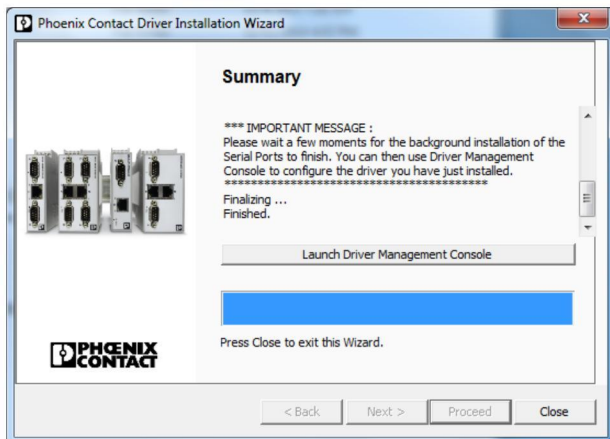 Phoenix Contact Driver Installation Wizard
Summary
*** IMPORTANT MESSAGE :
Please wait a few moments for the background installation of the
Serial Ports to finish. You can then use Driver Management
Console to configure the driver you have just installed.
****************************************
Finalizing ...
Finished.
Launch Driver Management Console
PHŒNIX
CONTACT
Press Close to exit this Wizard.
< Back
Next >
Proceed
Close